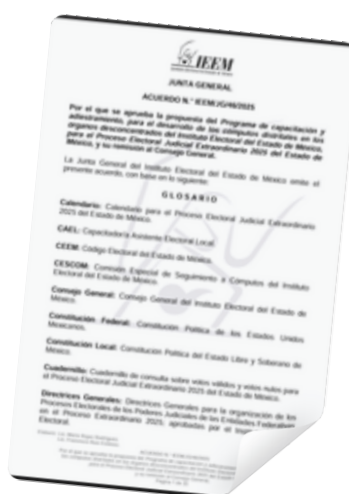 IEEM
JUNTA GENERAL
ACUERDO N.° IEEM/JG/46/2025
Por el que se aprueba la propuesta del Programa de capacitación y
adiestramiento, para el desarrollo de los cómputos distritales en los
órganos desconcentrados del Instituto Electoral del Estado de México,
para el Proceso Electoral Judicial Extraordinario 2025 del Estado de
México, y su remisión al Consejo General.
La Junta General del Instituto Electoral del Estado de México emite el
presente acuerdo, con base en lo siguiente:
GLOSARIO
Calendario: Calendario para el Proceso Electoral Judicial Extraordinario
2025 del Estado de México.
CAEL: Capacitador/a Asistente Electoral Local.
CEEM: Código Electoral del Estado de México.
CESCOM: Comisión Especial de Seguimiento a Cómputos del Instituto
Electoral del Estado de México.
Consejo General: Consejo General del Instituto Electoral del Estado de
México.
Constitución Federal: Constitución Política de los Estados Unidos
Mexicanos.
Constitución Local: Constitución Política del Estado Libre y Soberano de
México.
Cuadernillo: Cuadernillo de consulta sobre votos válidos y votos nulos para
el Proceso Electoral Judicial Extraordinario 2025 del Estado de México.
Directrices Generales: Directrices Generales para la organización de los
Procesos Electorales de los Poderes Judiciales de las Entidades Federativas
en el Proceso Extraordinario 2025; aprobadas por el
Electoral.